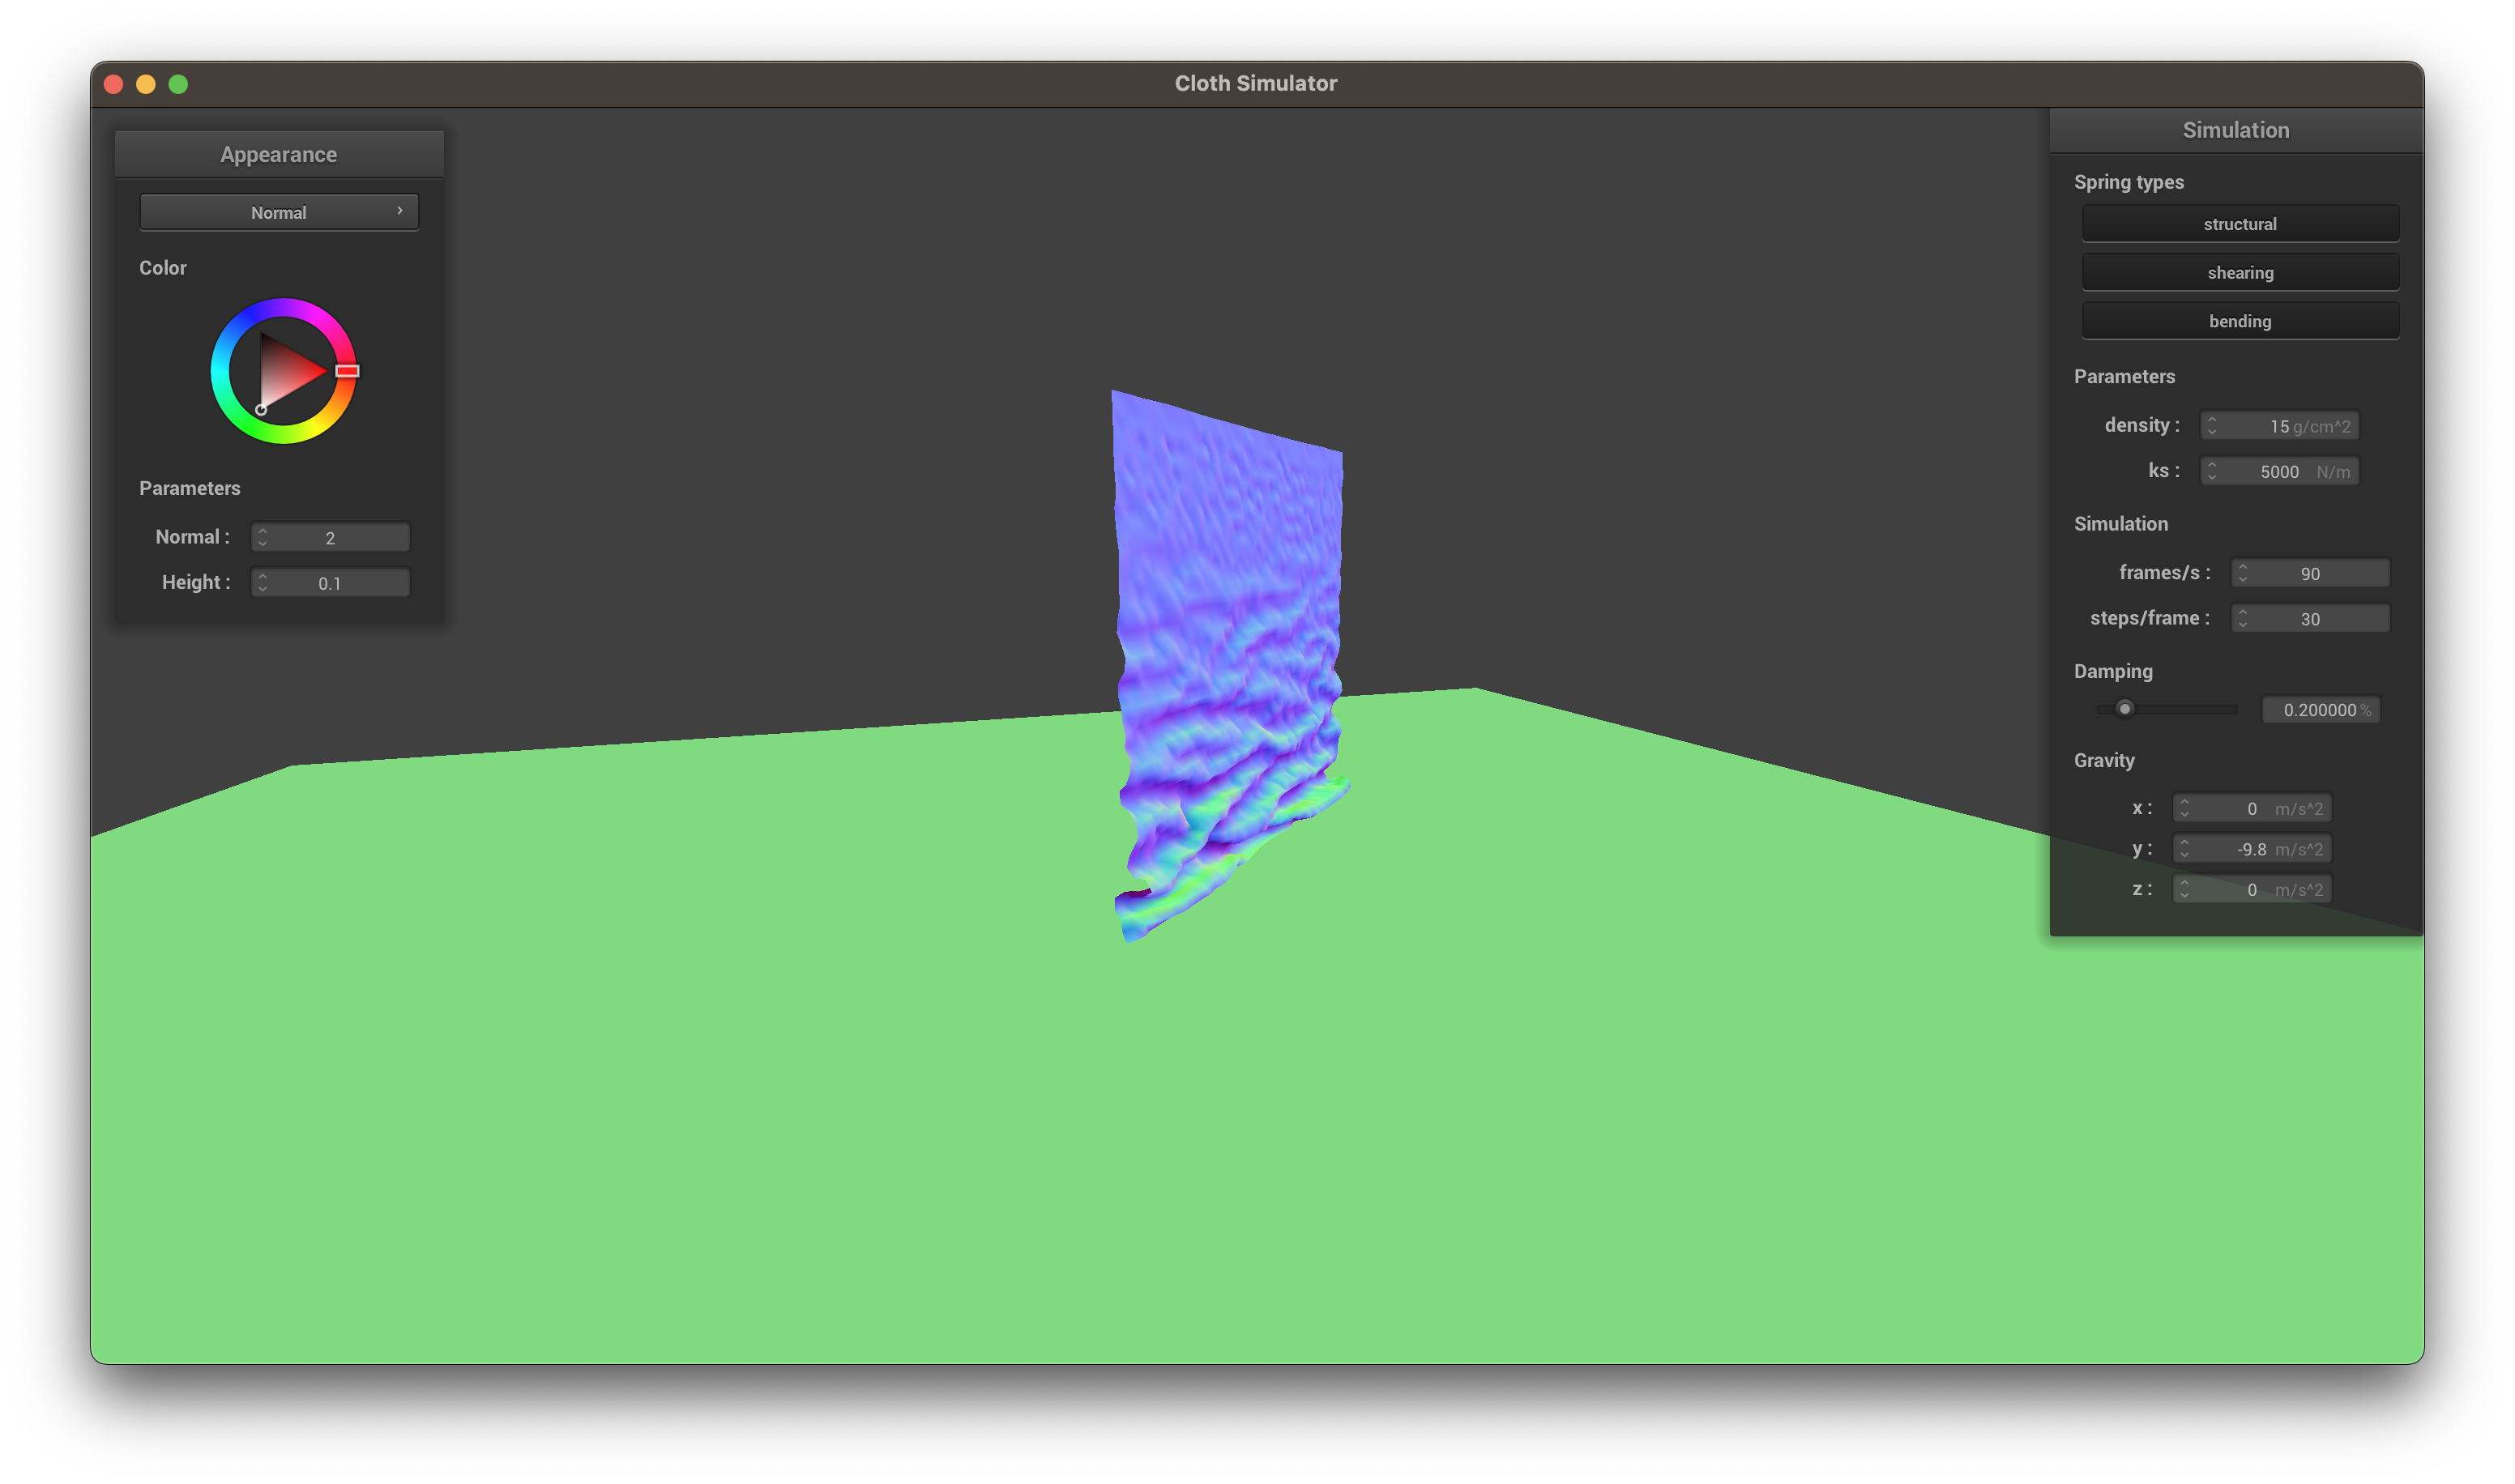 Cloth Simulator
Appearance
Normal
Color
Parameters
Normal : 2
Height : 0.1
Simulation
Spring types
structural
shearing
bending
Parameters
density : 15 g/cm^2
ks : 5000 N/m
Simulation
frames/s : 90
steps/frame : 30
Damping
0.200000 %
Gravity
x : 0 m/s^2
y : -9.8 m/s^2
z : 0 m/s^2